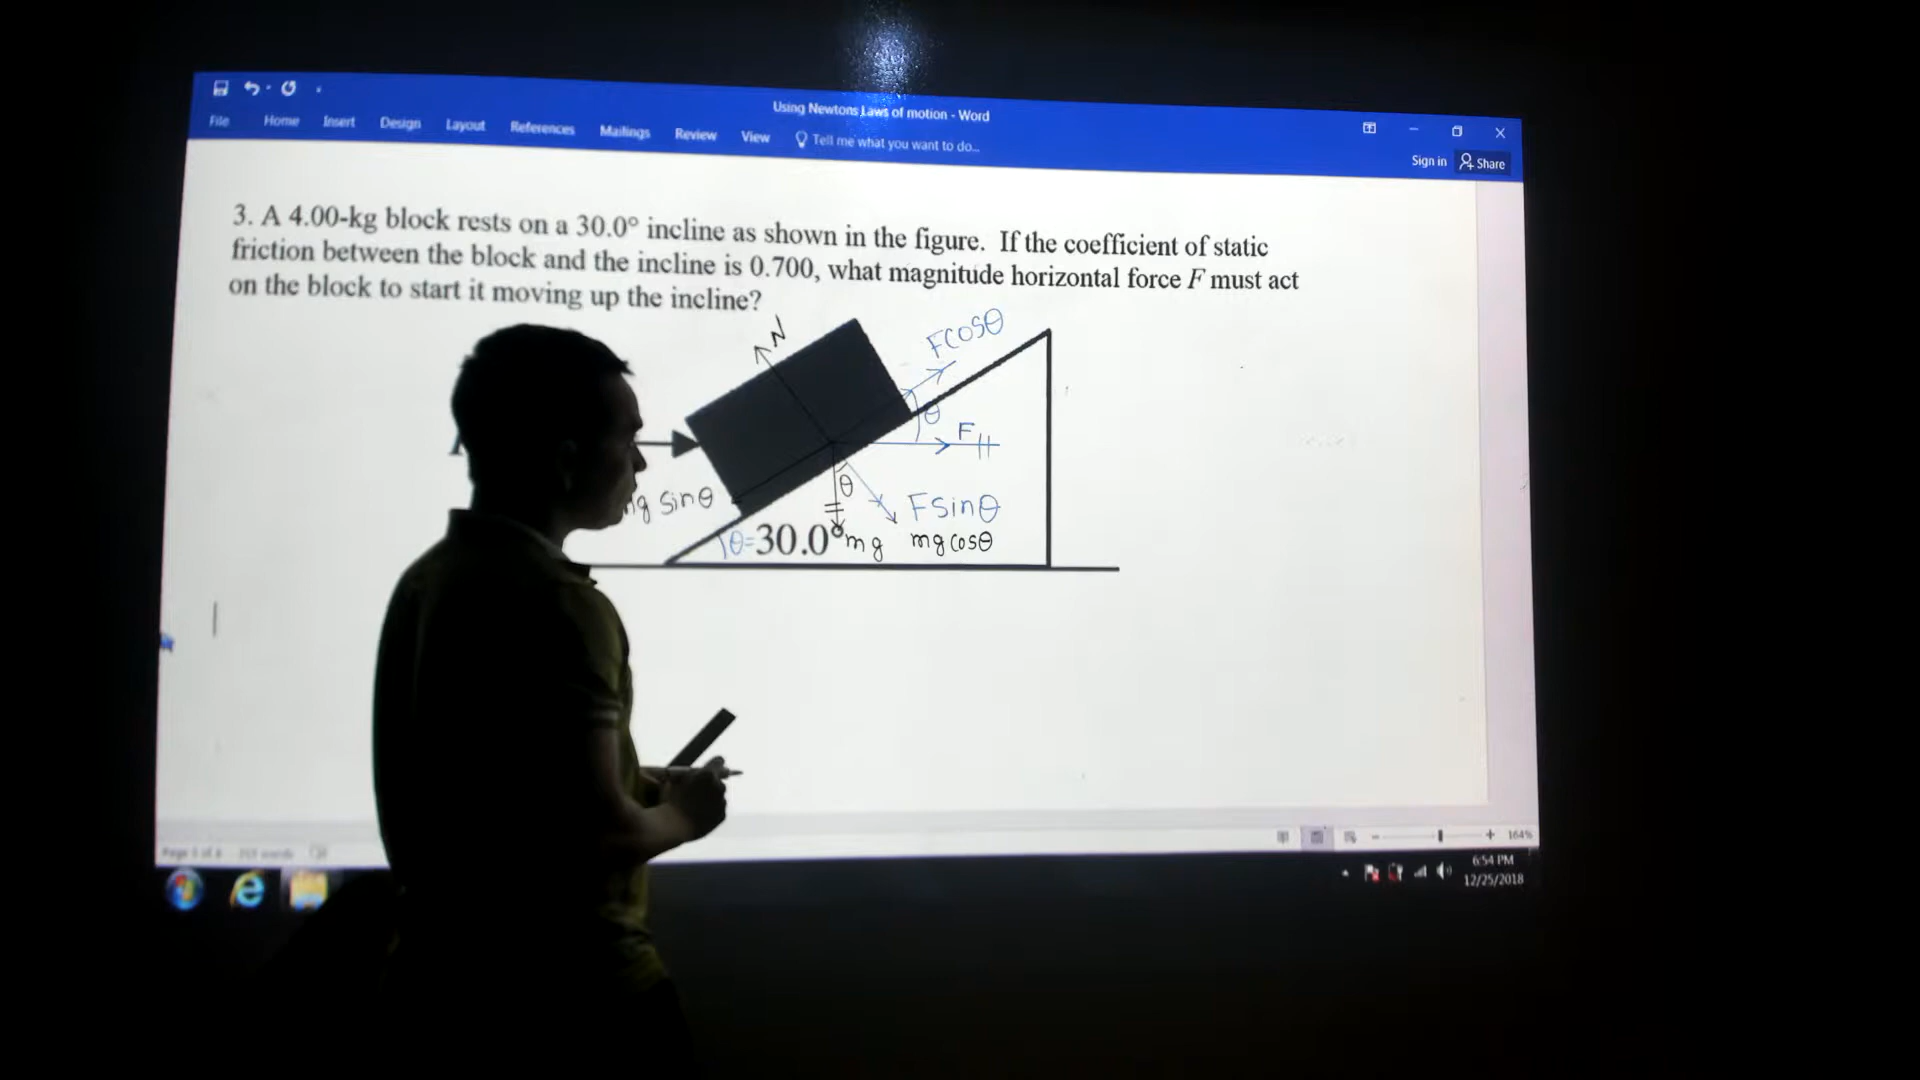 Using Newtons Laws of motion - Word
File Home Insert Design Layout References Mailings Review View Tell me what you want to do...
Sign in Share
3. A 4.00-kg block rests on a 30.0° incline as shown in the figure. If the coefficient of static
friction between the block and the incline is 0.700, what magnitude horizontal force F must act
on the block to start it moving up the incline?
N
Fcosθ
θ
F
θ
g sinθ
Fsinθ
θ=30.0°
mg
mg cosθ
164%
6:54 PM
12/25/2018